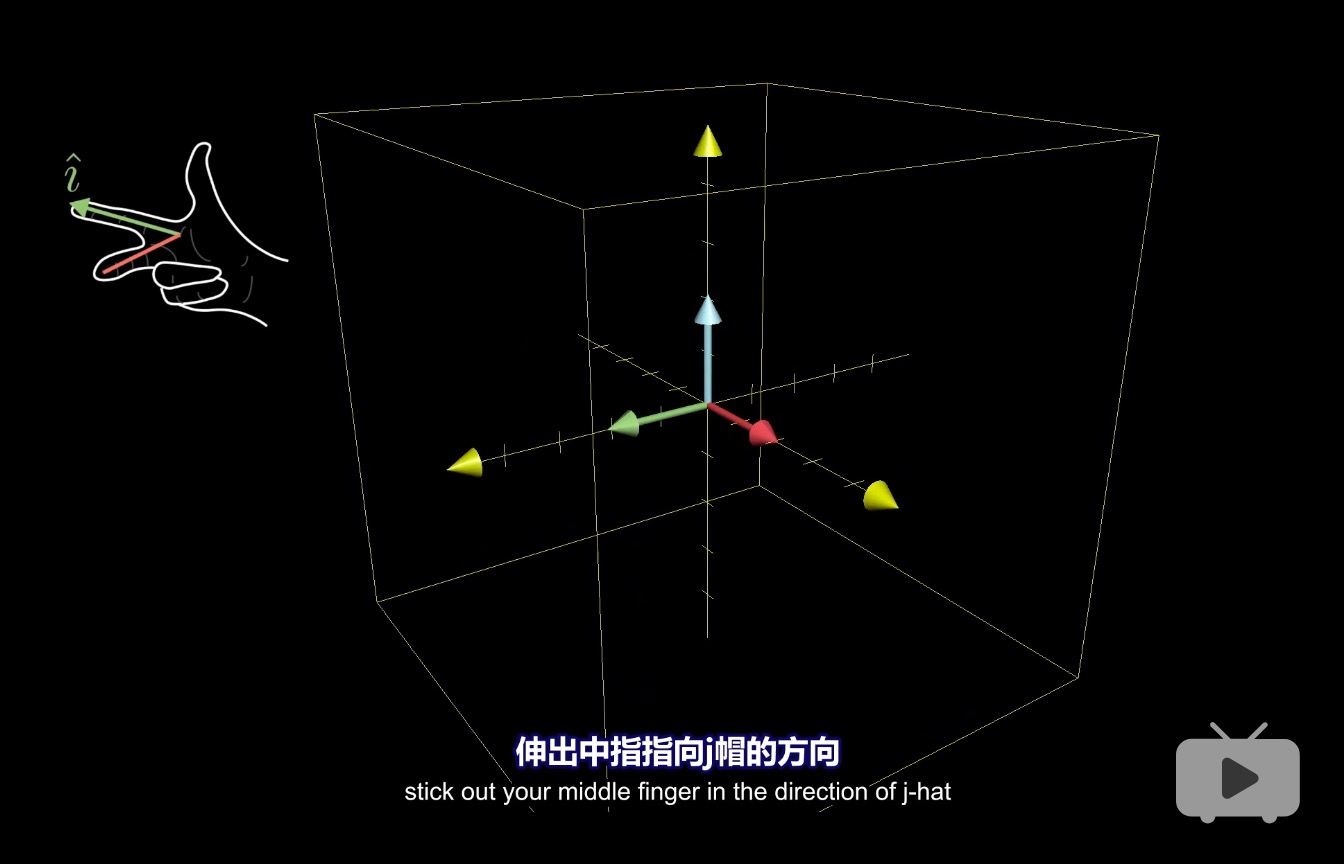 î
伸出中指指向j帽的方向
stick out your middle finger in the direction of j-hat